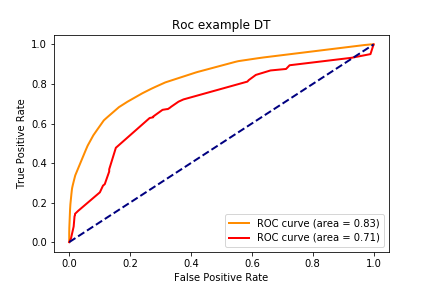 Roc example DT
True Positive Rate
1.0
0.8
0.6
0.4
0.2
0.0
ROC curve (area = 0.83)
ROC curve (area = 0.71)
0.0 0.2 0.4 0.6 0.8 1.0
False Positive Rate